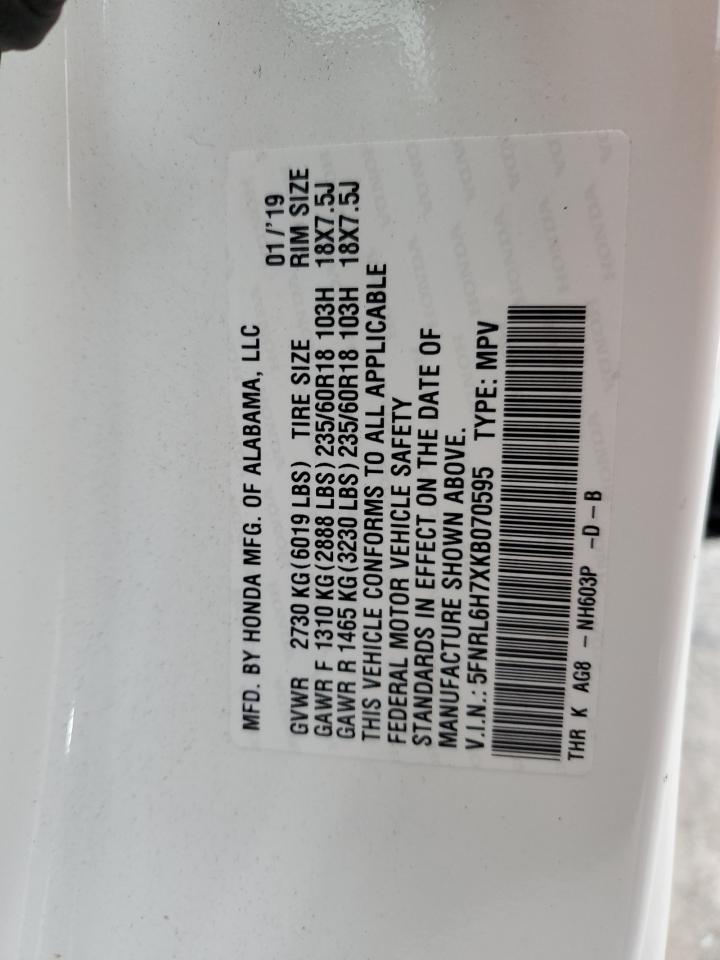 MFD. BY HONDA MFG. OF ALABAMA, LLC 01/'19
GVWR 2730 KG(6019 LBS) TIRE SIZE RIM SIZE
GAWR F 1310 KG(2888 LBS) 235/60R18 103H 18X7.5J
GAWR R 1465 KG(3230 LBS) 235/60R18 103H 18X7.5J
THIS VEHICLE CONFORMS TO ALL APPLICABLE
FEDERAL MOTOR VEHICLE SAFETY
STANDARDS IN EFFECT ON THE DATE OF
MANUFACTURE SHOWN ABOVE.
V.I.N.: 5FNRL6H7XKB070595 TYPE: MPV
THR K AG8 - NH603P -D-B